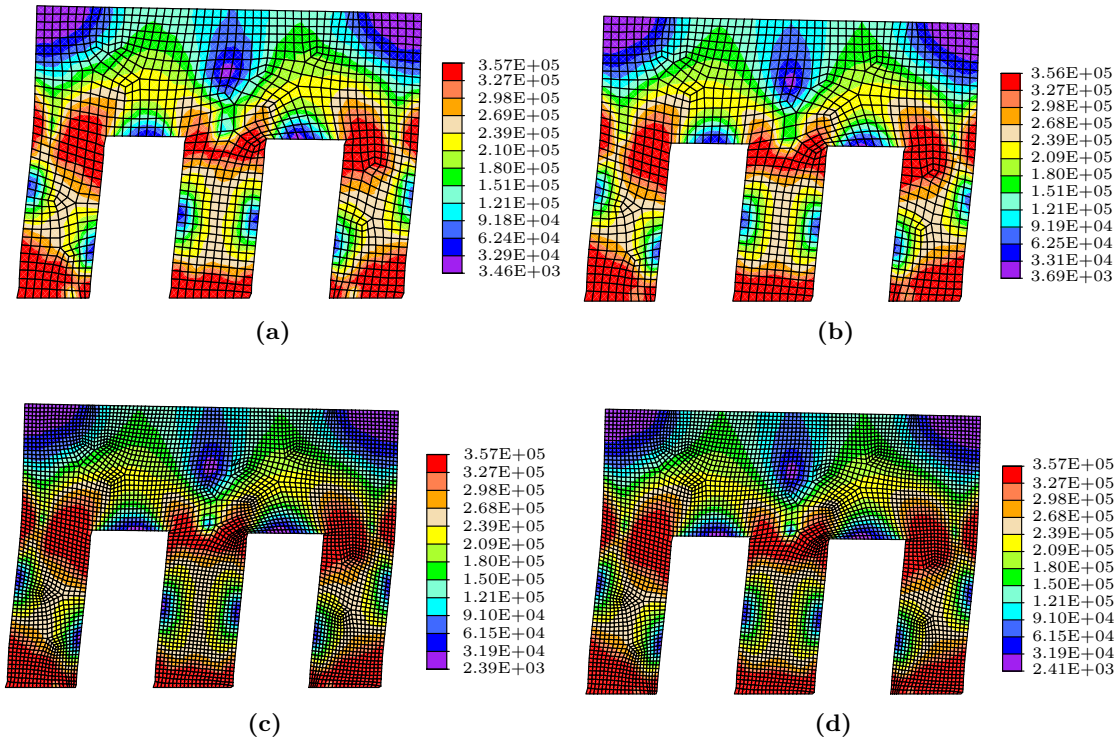 3.57E+05
3.27E+05
2.98E+05
2.69E+05
2.39E+05
2.10E+05
1.80E+05
1.51E+05
1.21E+05
9.18E+04
6.24E+04
3.29E+04
3.46E+03
(a)
3.56E+05
3.27E+05
2.98E+05
2.68E+05
2.39E+05
2.09E+05
1.80E+05
1.51E+05
1.21E+05
9.19E+04
6.25E+04
3.31E+04
3.69E+03
(b)
3.57E+05
3.27E+05
2.98E+05
2.68E+05
2.39E+05
2.09E+05
1.80E+05
1.50E+05
1.21E+05
9.10E+04
6.15E+04
3.19E+04
2.39E+03
(c)
3.57E+05
3.27E+05
2.98E+05
2.68E+05
2.39E+05
2.09E+05
1.80E+05
1.50E+05
1.21E+05
9.10E+04
6.15E+04
3.19E+04
2.41E+03
(d)